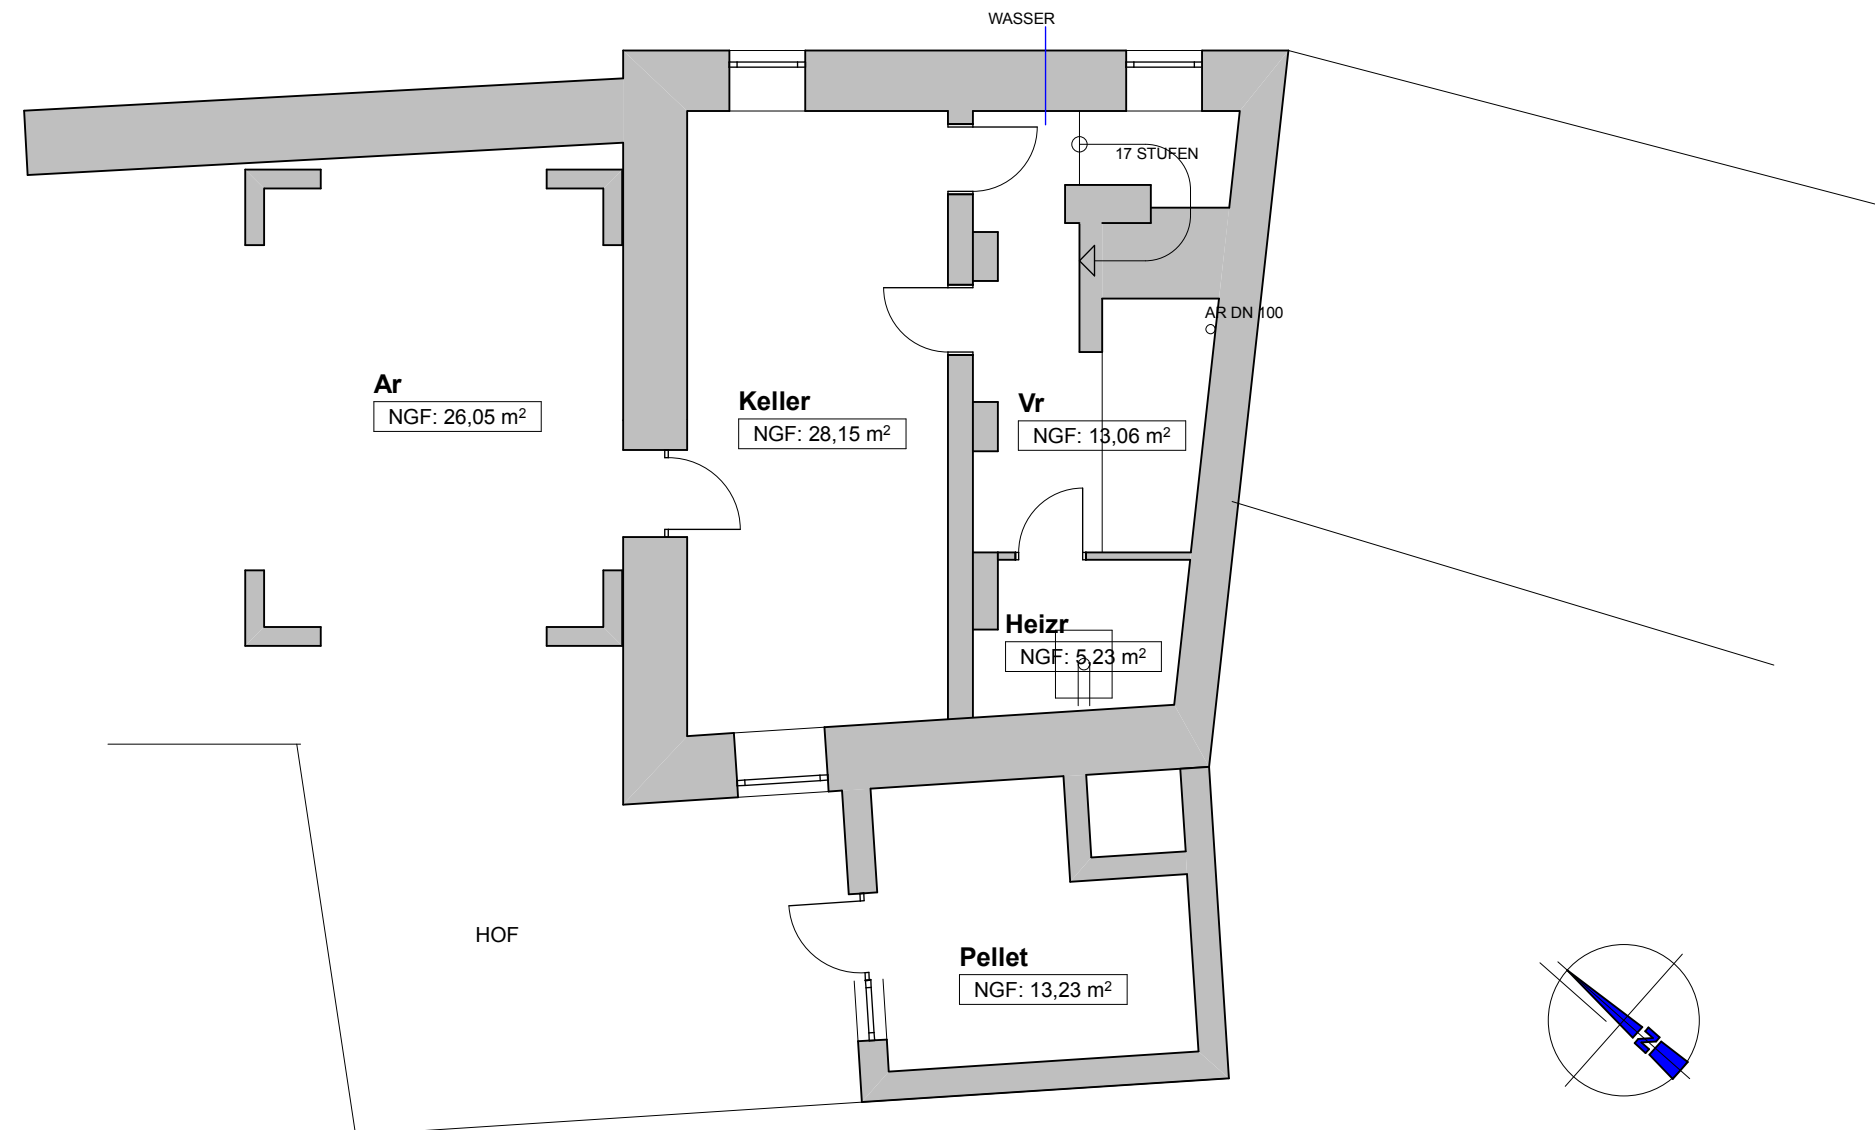 WASSER
17 STUFEN
AR DN 100
Ar
NGF: 26,05 m²
Keller
NGF: 28,15 m²
Vr
NGF: 13,06 m²
Heizr
NGF: 5,23 m²
HOF
Pellet
NGF: 13,23 m²
N